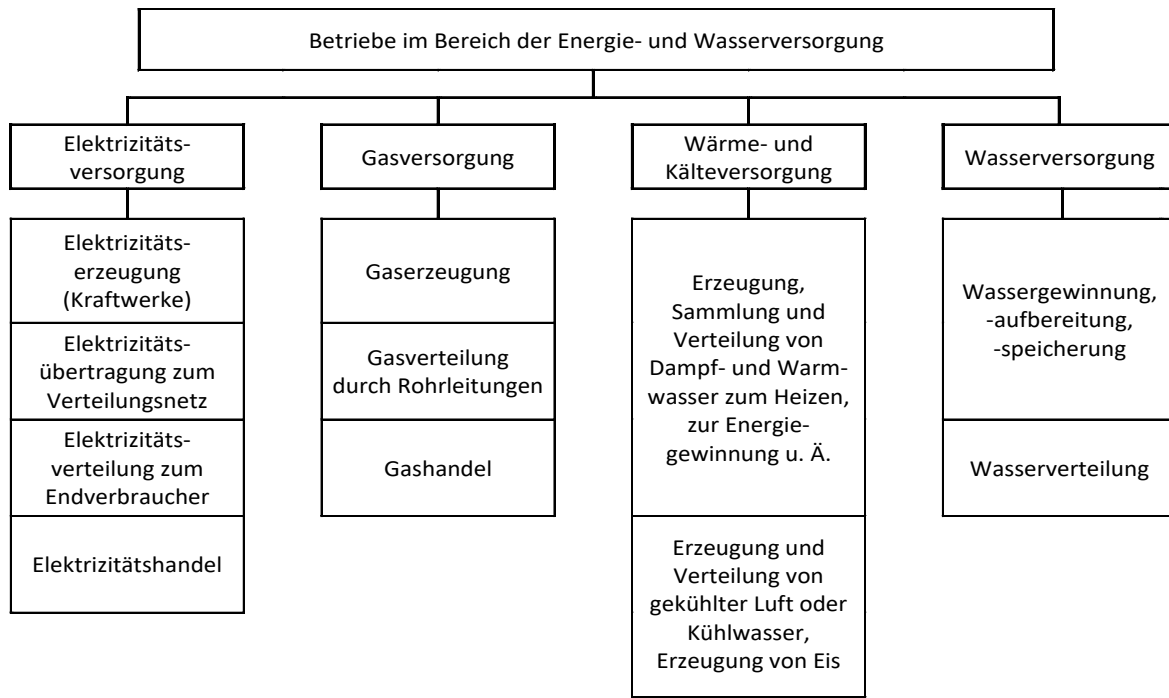 Betriebe im Bereich der Energie- und Wasserversorgung
Elektrizitäts-
versorgung
Gasversorgung
Wärme- und
Kälteversorgung
Wasserversorgung
Elektrizitäts-
erzeugung
(Kraftwerke)
Elektrizitäts-
übertragung zum
Verteilungsnetz
Elektrizitäts-
verteilung zum
Endverbraucher
Elektrizitätshandel
Gaserzeugung
Gasverteilung
durch Rohrleitungen
Gashandel
Erzeugung,
Sammlung und
Verteilung von
Dampf- und Warm-
wasser zum Heizen,
zur Energie-
gewinnung u. Ä.
Erzeugung und
Verteilung von
gekühlter Luft oder
Kühlwasser,
Erzeugung von Eis
Wassergewinnung,
-aufbereitung,
-speicherung
Wasserverteilung